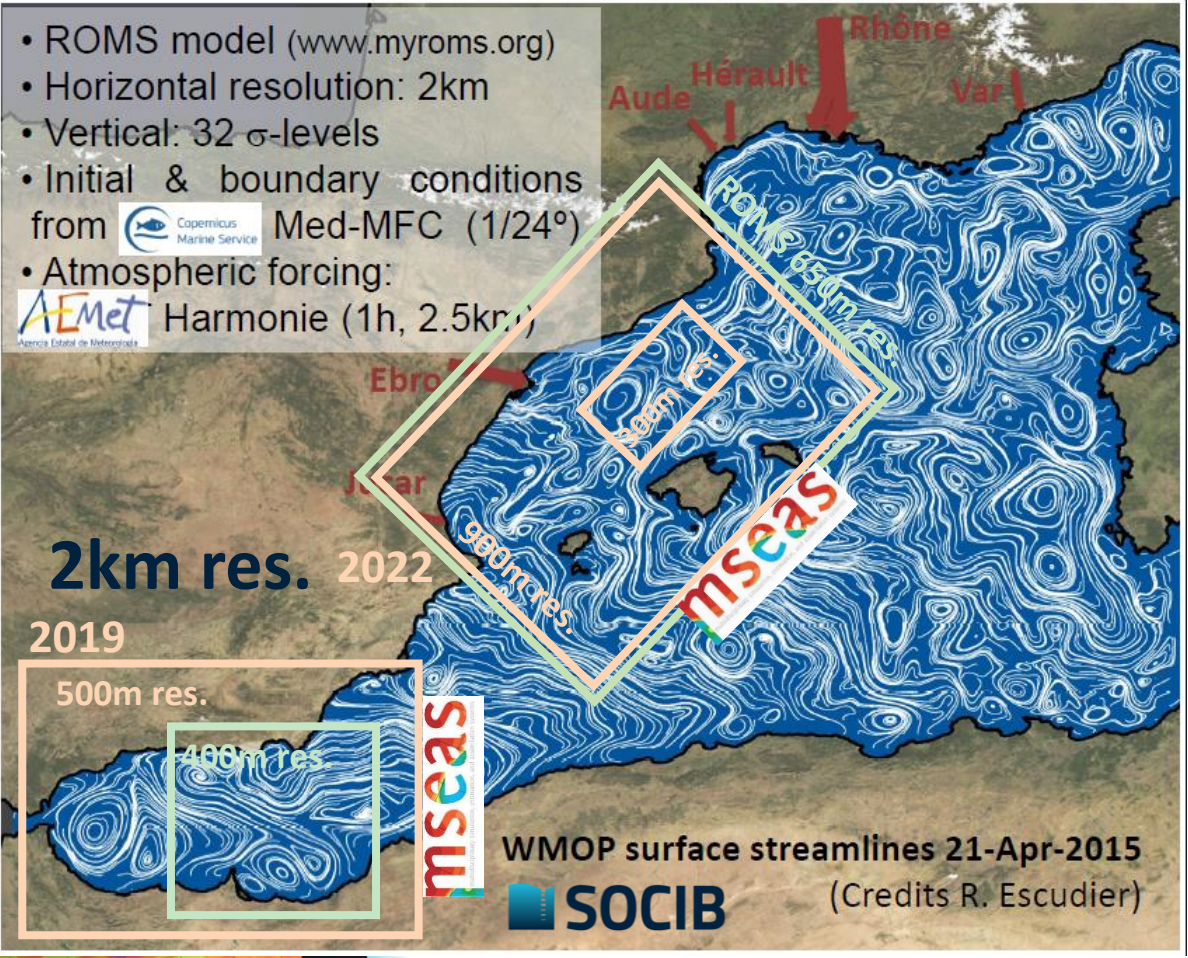 • ROMS model (www.myroms.org)
• Horizontal resolution: 2km
• Vertical: 32 σ-levels
• Initial & boundary conditions
from Copernicus Marine Service Med-MFC (1/24º)
• Atmospheric forcing:
AEMet Harmonie (1h, 2.5km)
Agencia Estatal de Meteorología
Rhône
Hérault
Aude
Var
ROMS 650m res.
Ebro
300m res.
Júcar
900m res.
mseas
2km res.
2022
2019
500m res.
400m res.
mseas
WMOP surface streamlines 21-Apr-2015
(Credits R. Escudier)
SOCIB